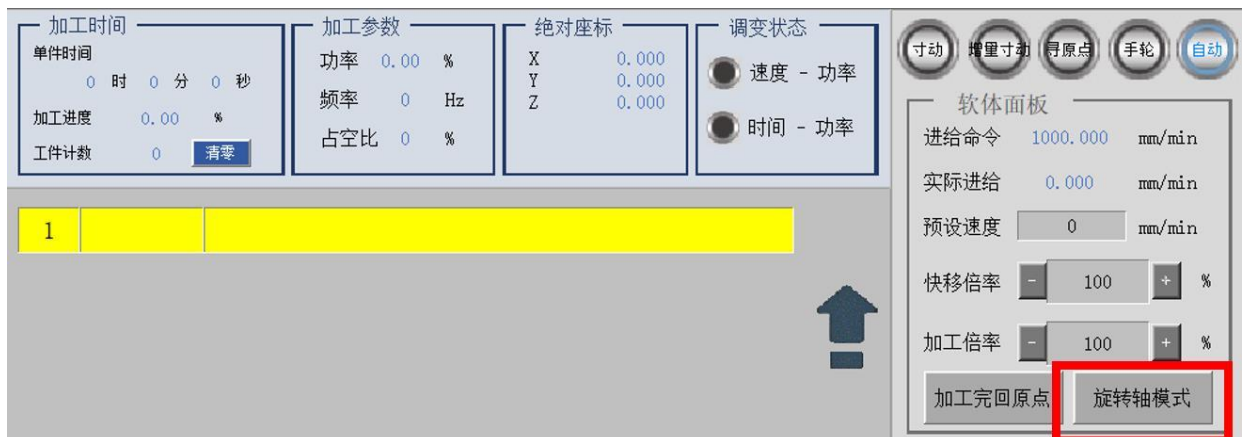 加工时间
单件时间
0 时 0 分 0 秒
加工进度 0.00 %
工件计数 0 清零
加工参数
功率 0.00 %
频率 0 Hz
占空比 0 %
绝对座标
X 0.000
Y 0.000
Z 0.000
调变状态
速度 - 功率
时间 - 功率
寸动 增量寸动 寻原点 手轮 自动
软体面板
进给命令 1000.000 mm/min
实际进给 0.000 mm/min
预设速度 0 mm/min
快移倍率 - 100 + %
加工倍率 - 100 + %
加工完回原点 旋转轴模式
1